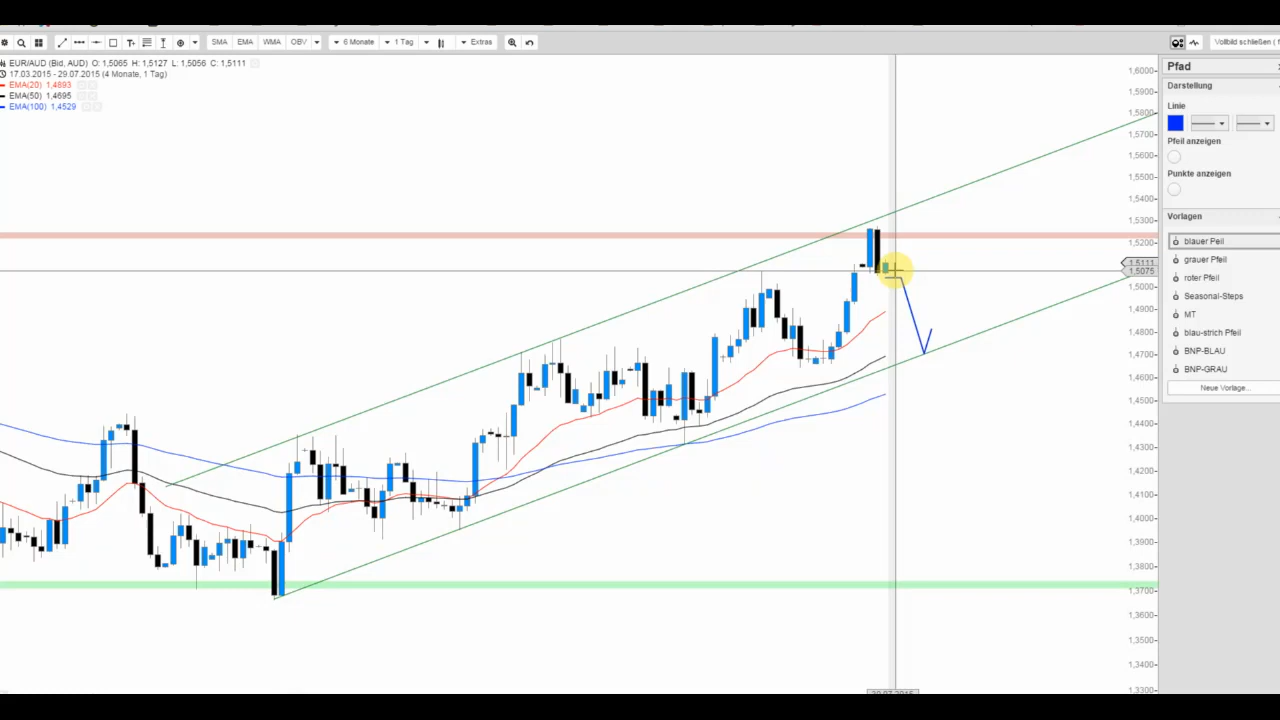 SMA EMA WMA OBV 6 Monate 1 Tag Extras Vollbild schließen ( f
EUR/AUD (Bid, AUD) O: 1,5065 H: 1,5127 L: 1,5056 C: 1,5111
17.03.2015 - 29.07.2015 (4 Monate, 1 Tag)
EMA(20) 1,4893
EMA(50) 1,4695
EMA(100) 1,4529
1,6000
1,5900
1,5800
1,5700
1,5600
1,5500
1,5400
1,5300
1,5200
1,5111
1,5075
1,5000
1,4900
1,4800
1,4700
1,4600
1,4500
1,4400
1,4300
1,4200
1,4100
1,4000
1,3900
1,3800
1,3700
1,3600
1,3500
1,3400
1,3300
Pfad
Darstellung
Linie
Pfeil anzeigen
Punkte anzeigen
Vorlagen
blauer Peil
grauer Pfeil
roter Pfeil
Seasonal-Steps
MT
blau-strich Pfeil
BNP-BLAU
BNP-GRAU
Neue Vorlage...